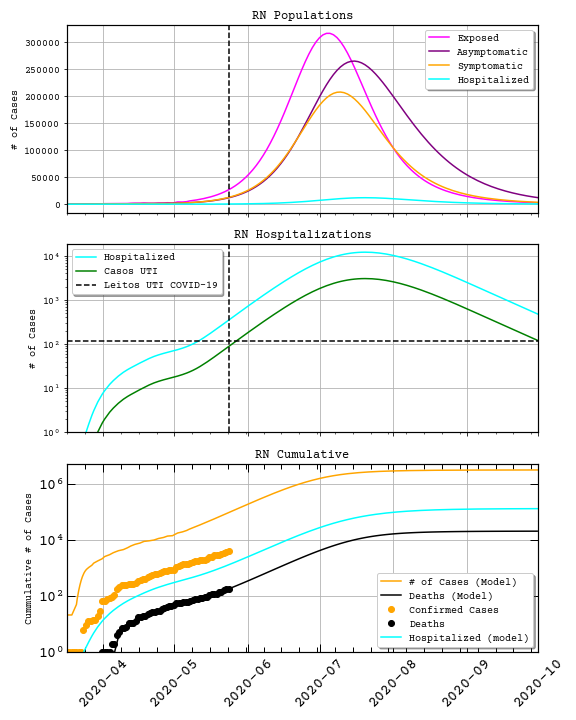 RN Populations
# of Cases
300000
250000
200000
150000
100000
50000
0
Exposed
Asymptomatic
Symptomatic
Hospitalized
RN Hospitalizations
# of Cases
10⁴
10³
10²
10¹
10⁰
Hospitalized
Casos UTI
Leitos UTI COVID-19
RN Cumulative
Cummulative # of Cases
10⁶
10⁴
10²
10⁰
# of Cases (Model)
Deaths (Model)
Confirmed Cases
Deaths
Hospitalized (model)
2020-04
2020-05
2020-06
2020-07
2020-08
2020-09
2020-10